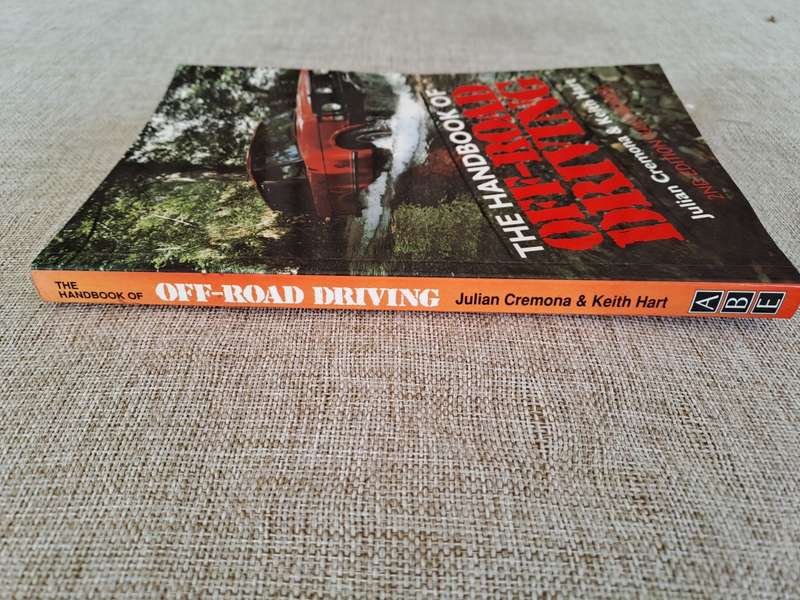 THE HANDBOOK OF
OFF-ROAD
DRIVING
Julian Cremona & Keith Hart
2ND EDITION
THE
HANDBOOK OF
OFF-ROAD DRIVING
Julian Cremona & Keith Hart
ABE